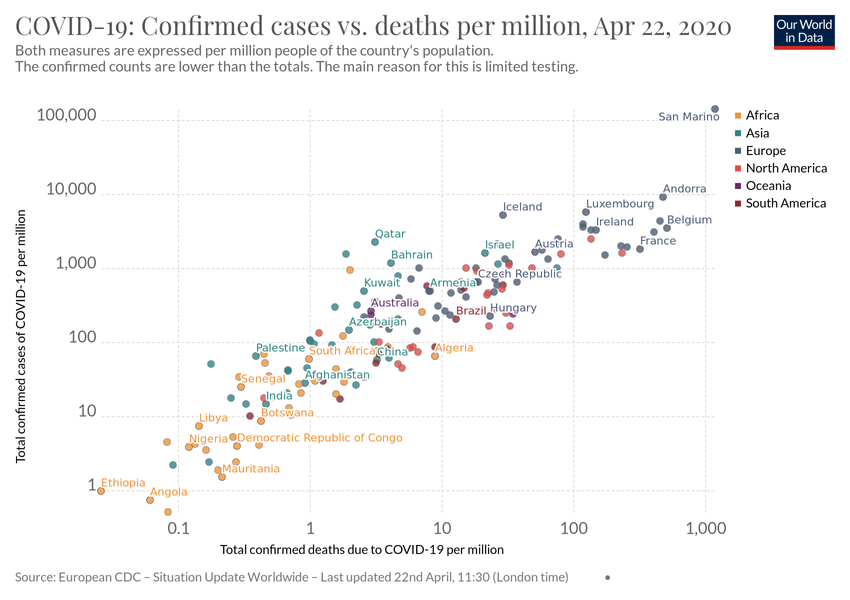 COVID-19: Confirmed cases vs. deaths per million, Apr 22, 2020
Our World
in Data
Both measures are expressed per million people of the country's population.
The confirmed counts are lower than the totals. The main reason for this is limited testing.
100,000
San Marino
Africa
Asia
Europe
North America
Oceania
South America
10,000
Andorra
Luxembourg
Iceland
Ireland
Belgium
Qatar
Israel
Austria
France
Bahrain
1,000
Czech Republic
Kuwait
Armenia
Australia
Brazil
Hungary
Azerbaijan
100
Palestine
South Africa
China
Algeria
Afghanistan
Senegal
India
10
Botswana
Libya
Nigeria
Democratic Republic of Congo
Mauritania
1
Ethiopia
Angola
0.1
1
10
100
1,000
Total confirmed cases of COVID-19 per million
Total confirmed deaths due to COVID-19 per million
Source: European CDC – Situation Update Worldwide – Last updated 22nd April, 11:30 (London time)